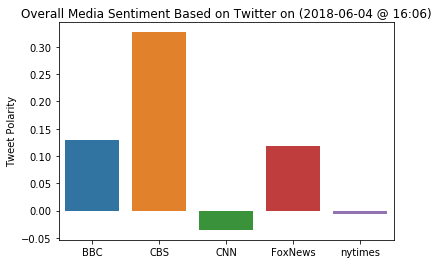 Overall Media Sentiment Based on Twitter on (2018-06-04 @ 16:06)
Tweet Polarity
0.30
0.25
0.20
0.15
0.10
0.05
0.00
−0.05
BBC CBS CNN FoxNews nytimes